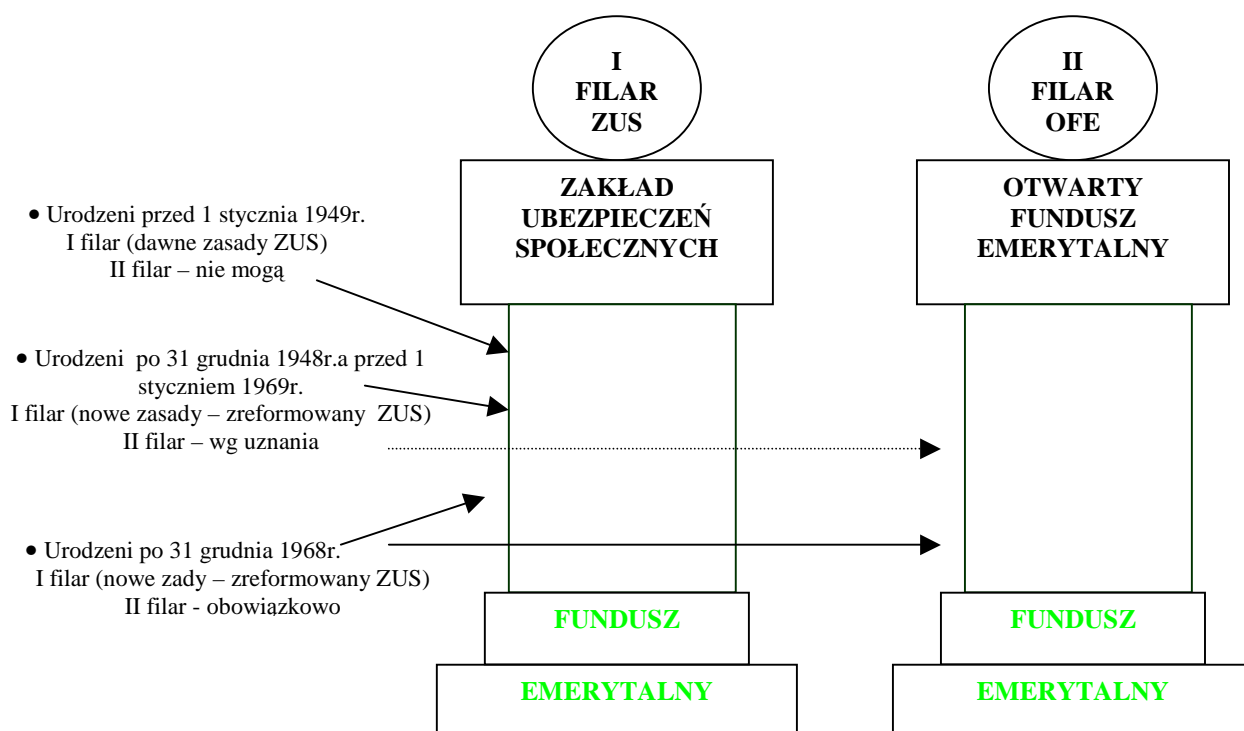 I
FILAR
ZUS
II
FILAR
OFE
ZAKŁAD
UBEZPIECZEŃ
SPOŁECZNYCH
OTWARTY
FUNDUSZ
EMERYTALNY
• Urodzeni przed 1 stycznia 1949r.
I filar (dawne zasady ZUS)
II filar – nie mogą
• Urodzeni po 31 grudnia 1948r.a przed 1
styczniem 1969r.
I filar (nowe zasady – zreformowany ZUS)
II filar – wg uznania
• Urodzeni po 31 grudnia 1968r.
I filar (nowe zady – zreformowany ZUS)
II filar - obowiązkowo
FUNDUSZ
EMERYTALNY
FUNDUSZ
EMERYTALNY